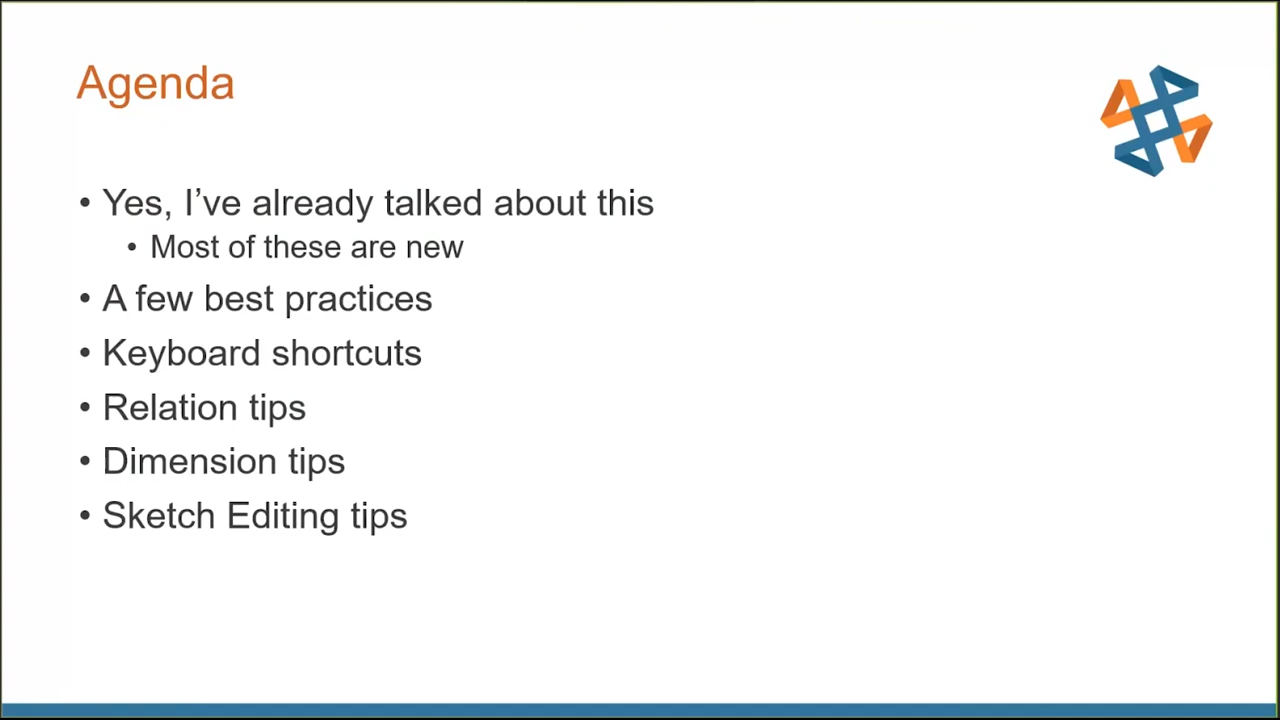 Agenda
• Yes, I’ve already talked about this
• Most of these are new
• A few best practices
• Keyboard shortcuts
• Relation tips
• Dimension tips
• Sketch Editing tips